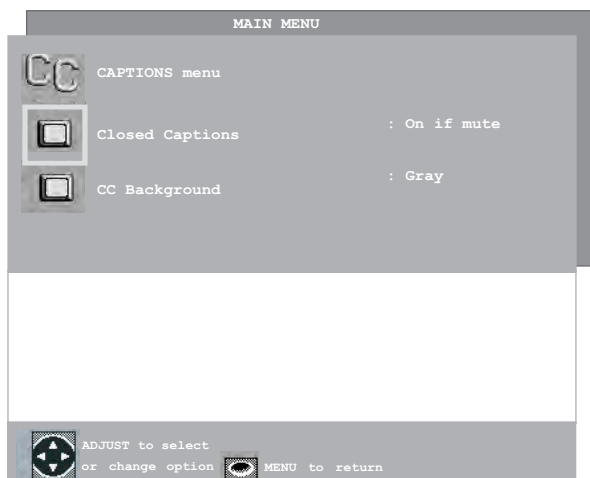 MAIN MENU
CC
CAPTIONS menu
Closed Captions : On if mute
CC Background : Gray
ADJUST to select
or change option MENU to return